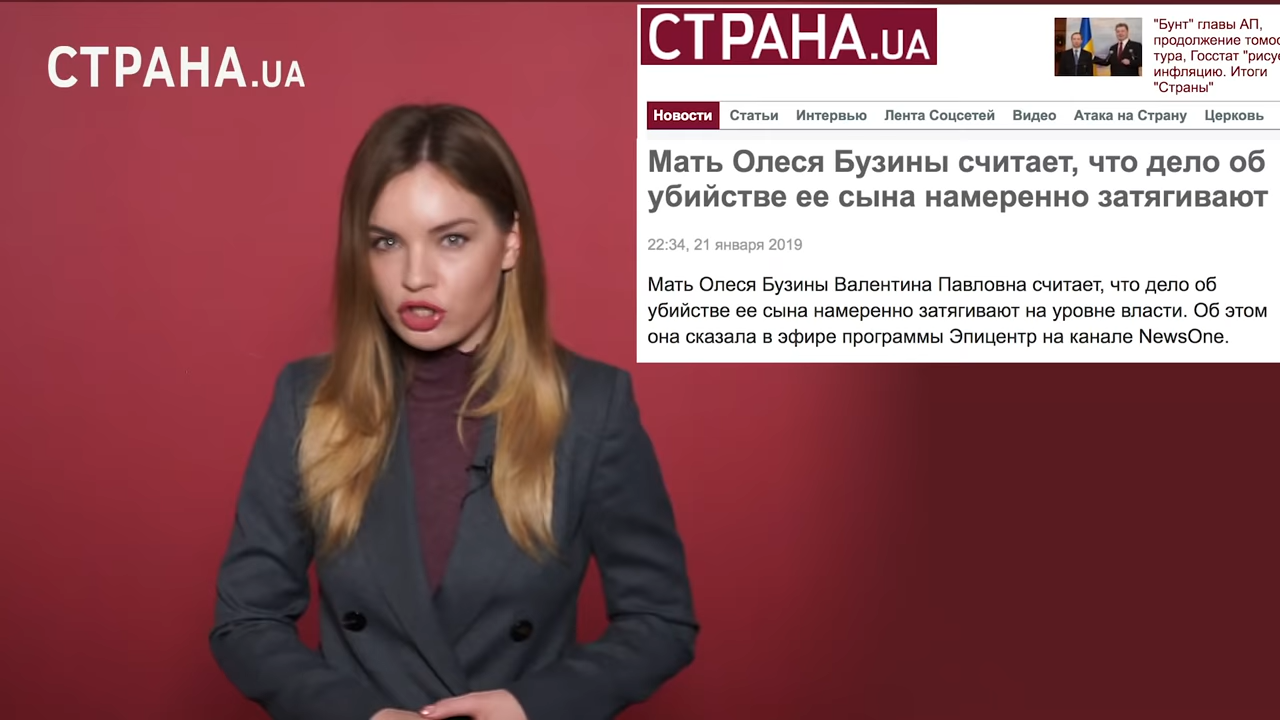 СТРАНА.UA
СТРАНА.UA
"Бунт" главы АП,
продолжение томос
тура, Госстат "рисуе
инфляцию. Итоги
"Страны"
Новости Статьи Интервью Лента Соцсетей Видео Атака на Страну Церковь
Мать Олеся Бузины считает, что дело об
убийстве ее сына намеренно затягивают
22:34, 21 января 2019
Мать Олеся Бузины Валентина Павловна считает, что дело об
убийстве ее сына намеренно затягивают на уровне власти. Об этом
она сказала в эфире программы Эпицентр на канале NewsOne.